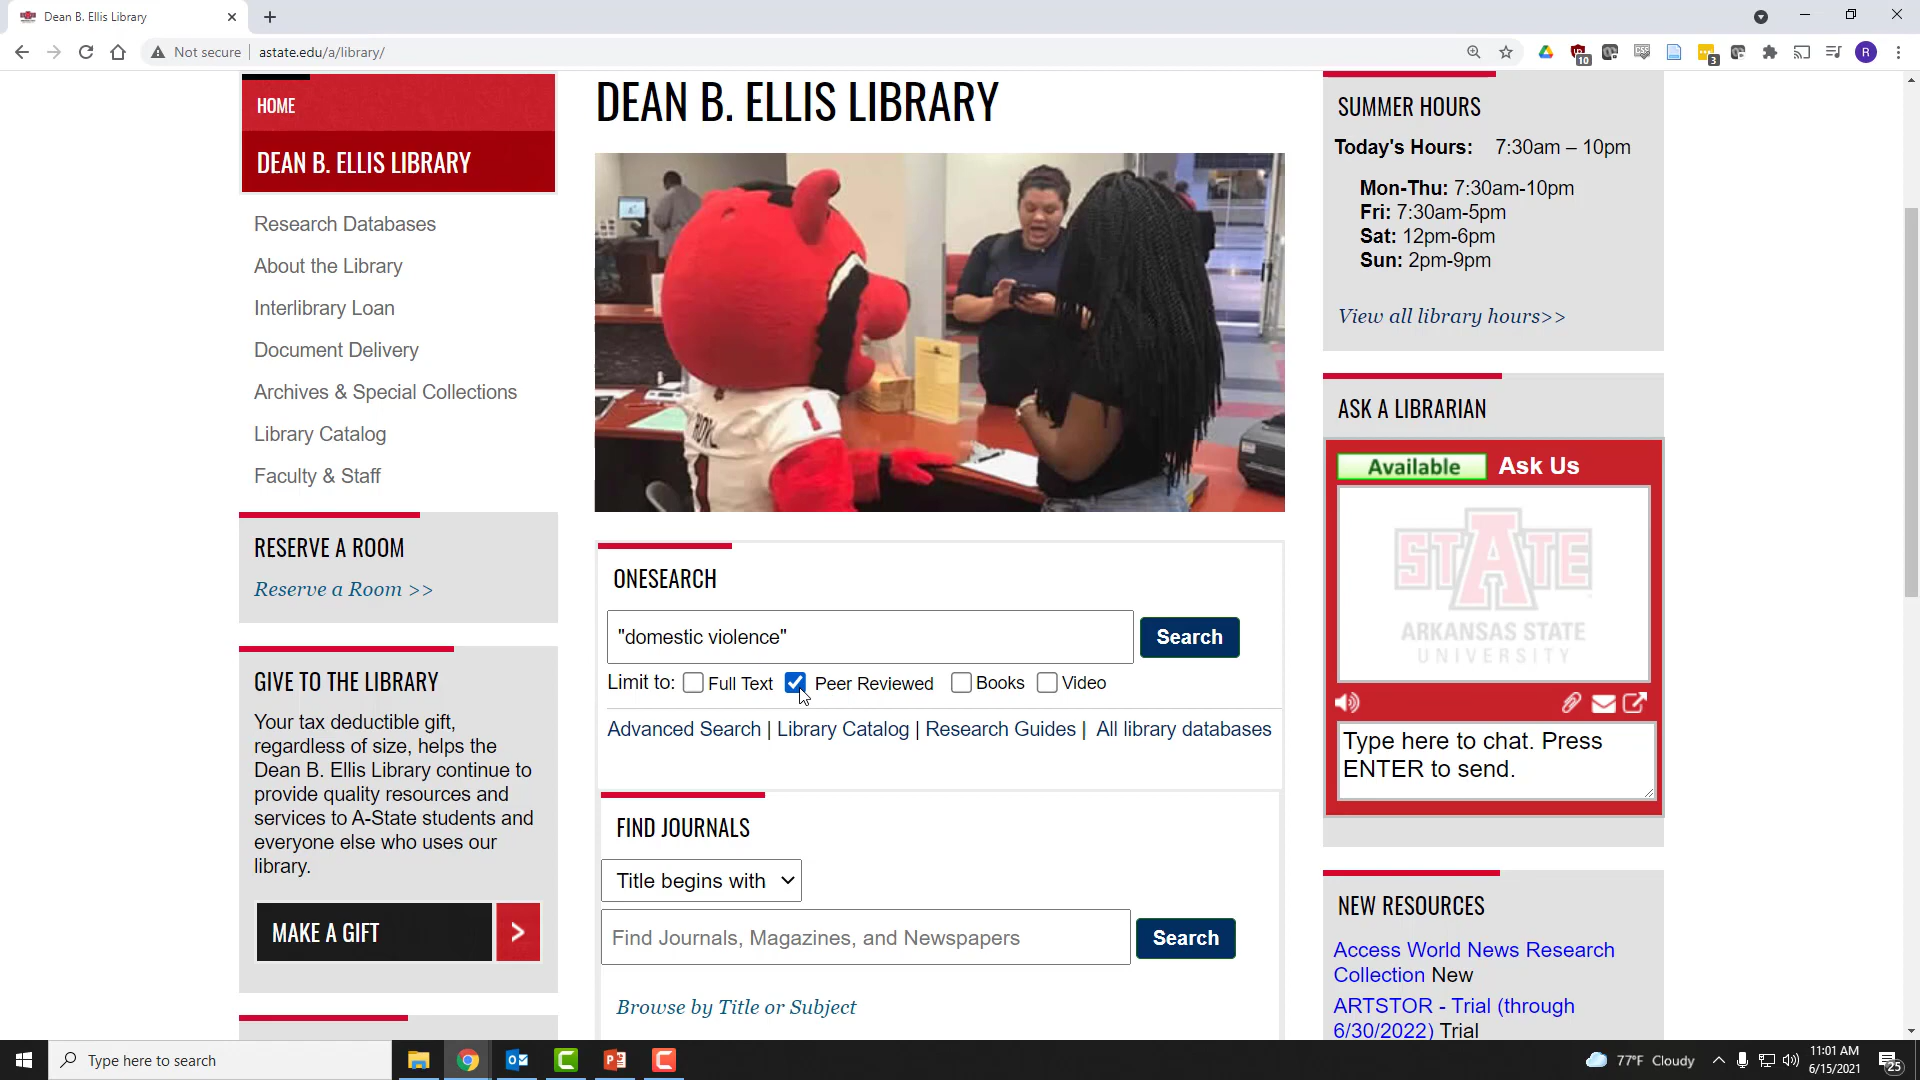 Dean B. Ellis Library
Not secure
astate.edu/a/library/
10
3
R
HOME
DEAN B. ELLIS LIBRARY
Research Databases
About the Library
Interlibrary Loan
Document Delivery
Archives & Special Collections
Library Catalog
Faculty & Staff
RESERVE A ROOM
Reserve a Room >>
GIVE TO THE LIBRARY
Your tax deductible gift,
regardless of size, helps the
Dean B. Ellis Library continue to
provide quality resources and
services to A-State students and
everyone else who uses our
library.
MAKE A GIFT
DEAN B. ELLIS LIBRARY
1
ONESEARCH
"domestic violence"
Search
Limit to: Full Text Peer Reviewed Books Video
Advanced Search | Library Catalog | Research Guides | All library databases
FIND JOURNALS
Title begins with
Find Journals, Magazines, and Newspapers
Search
Browse by Title or Subject
SUMMER HOURS
Today's Hours: 7:30am – 10pm
Mon-Thu: 7:30am-10pm
Fri: 7:30am-5pm
Sat: 12pm-6pm
Sun: 2pm-9pm
View all library hours>>
ASK A LIBRARIAN
Available Ask Us
STATE
ARKANSAS STATE
UNIVERSITY
Type here to chat. Press
ENTER to send.
NEW RESOURCES
Access World News Research
Collection New
ARTSTOR - Trial (through
6/30/2022) Trial
Type here to search
77°F Cloudy
11:01 AM
6/15/2021
25